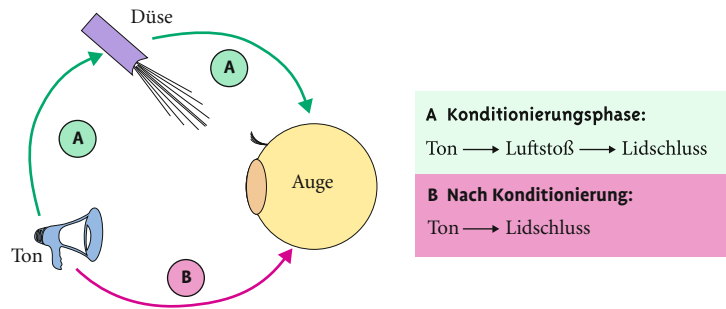 Düse
A
A
Auge
Ton
B
A Konditionierungsphase:
Ton → Luftstoß → Lidschluss
B Nach Konditionierung:
Ton → Lidschluss